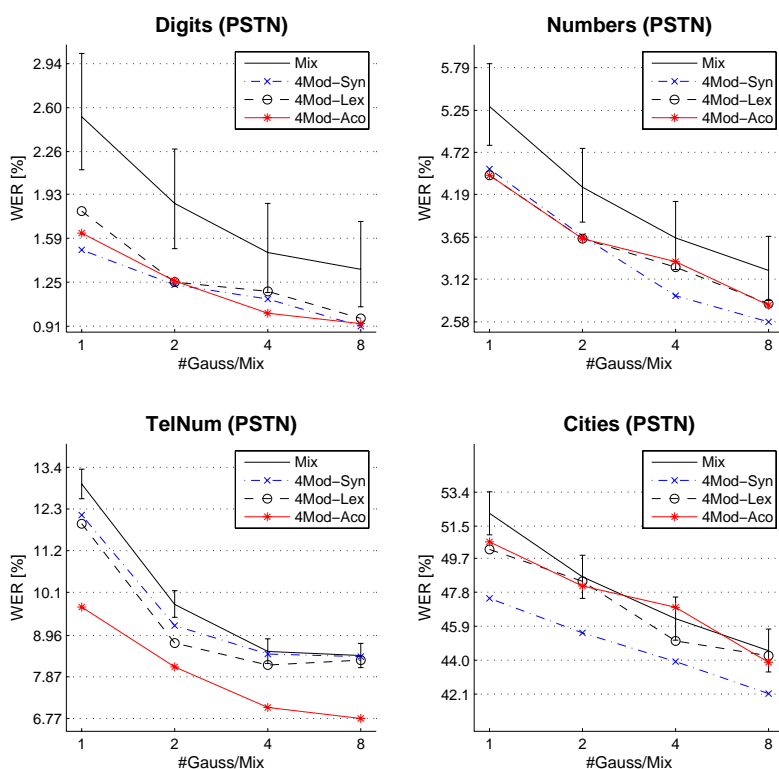 Digits (PSTN)
WER [%]
2.94
2.60
2.26
1.93
1.59
1.25
0.91
1 2 4 8
#Gauss/Mix
Mix
4Mod-Syn
4Mod-Lex
4Mod-Aco
Numbers (PSTN)
WER [%]
5.79
5.25
4.72
4.19
3.65
3.12
2.58
1 2 4 8
#Gauss/Mix
Mix
4Mod-Syn
4Mod-Lex
4Mod-Aco
TelNum (PSTN)
WER [%]
13.4
12.3
11.2
10.1
8.96
7.87
6.77
1 2 4 8
#Gauss/Mix
Mix
4Mod-Syn
4Mod-Lex
4Mod-Aco
Cities (PSTN)
WER [%]
53.4
51.5
49.7
47.8
45.9
44.0
42.1
1 2 4 8
#Gauss/Mix
Mix
4Mod-Syn
4Mod-Lex
4Mod-Aco